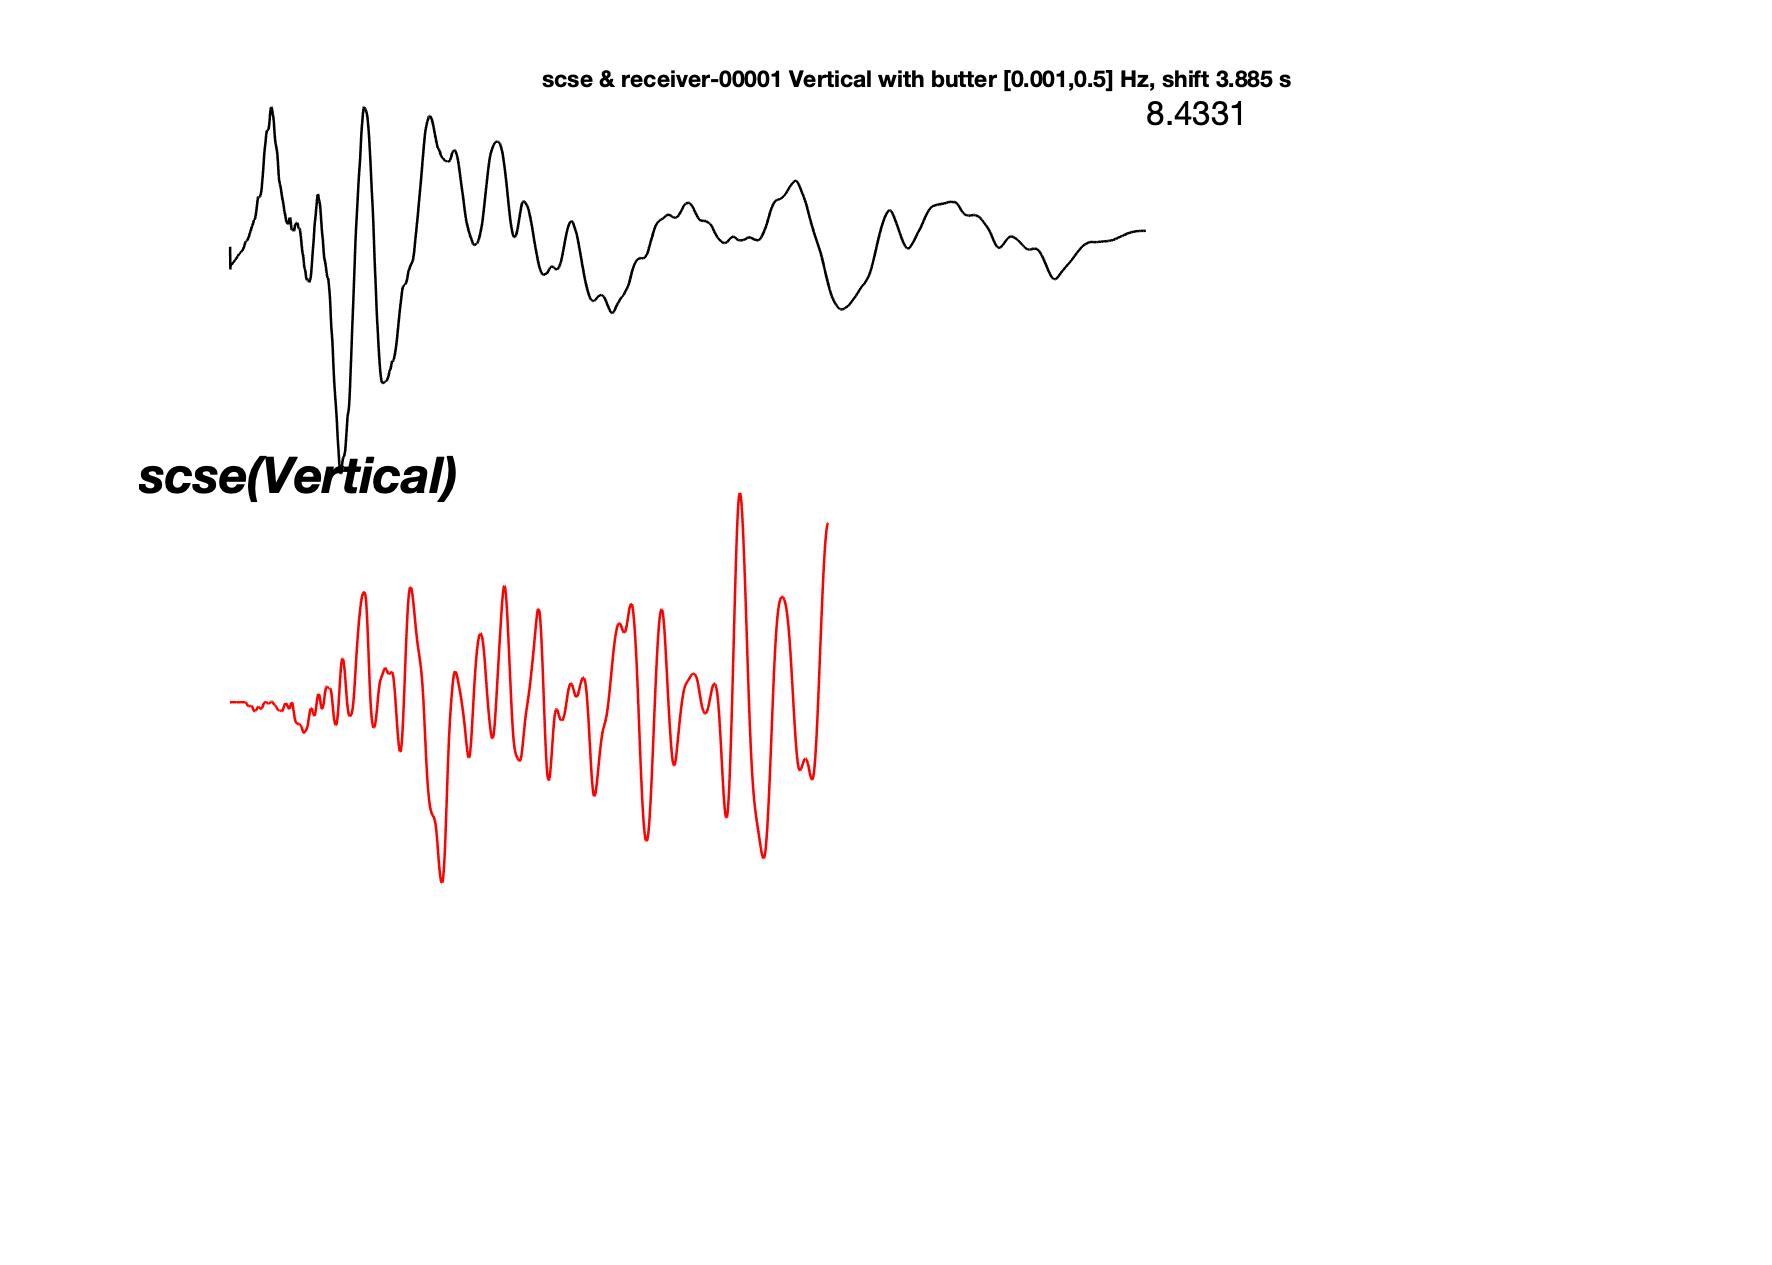 scse & receiver-00001 Vertical with butter [0.001,0.5] Hz, shift 3.885 s
8.4331
scse(Vertical)